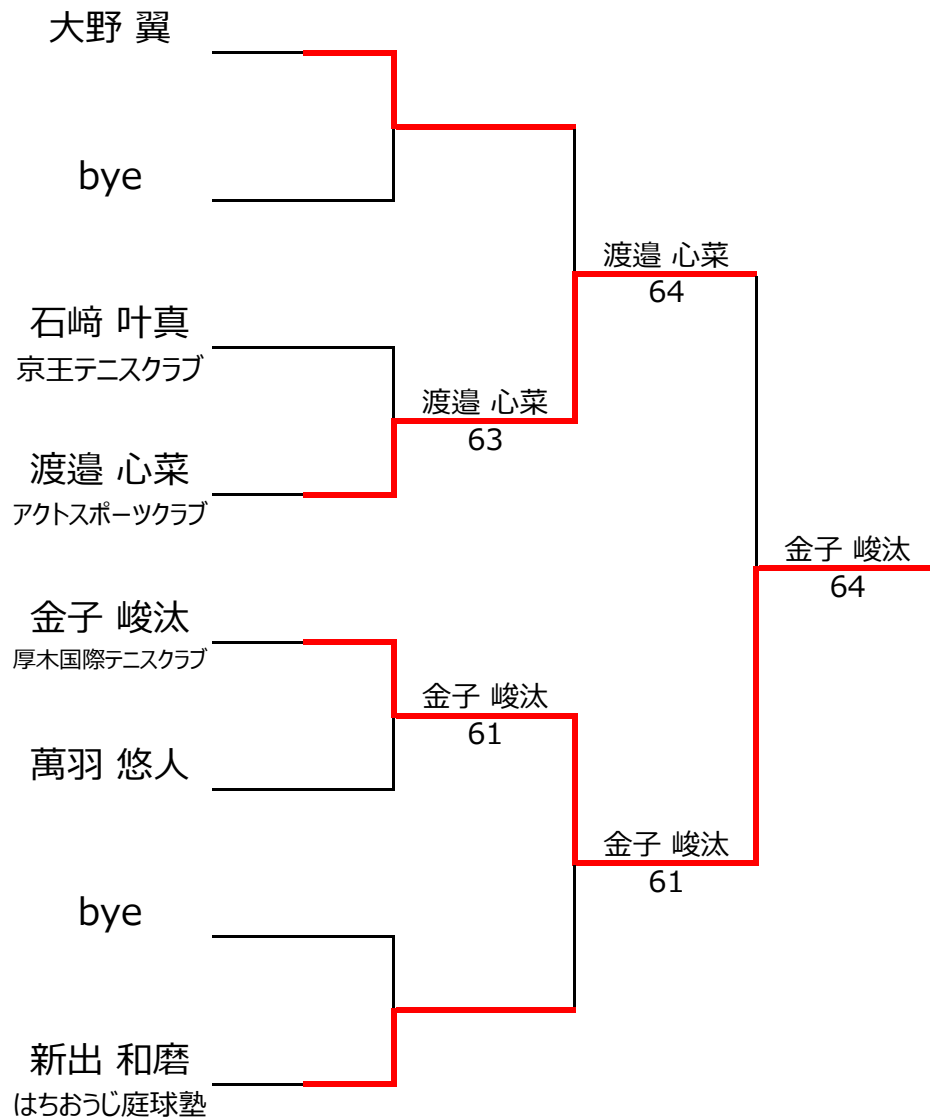 大野 翼
bye
渡邉 心菜
64
石﨑 叶真
京王テニスクラブ
渡邉 心菜
63
渡邉 心菜
アクトスポーツクラブ
金子 峻汰
64
金子 峻汰
厚木国際テニスクラブ
金子 峻汰
61
萬羽 悠人
金子 峻汰
61
bye
新出 和磨
はちおうじ庭球塾